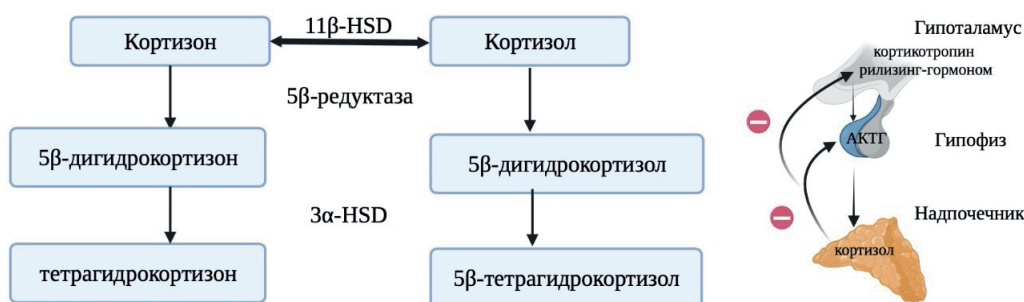 11β-HSD
Кортизон
Кортизол
5β-редуктаза
5β-дигидрокортизон
5β-дигидрокортизол
3α-HSD
тетрагидрокортизон
5β-тетрагидрокортизол
Гипоталамус
кортикотропин
рилизинг-гормоном
АКТГ
Гипофиз
Надпочечник
кортизол